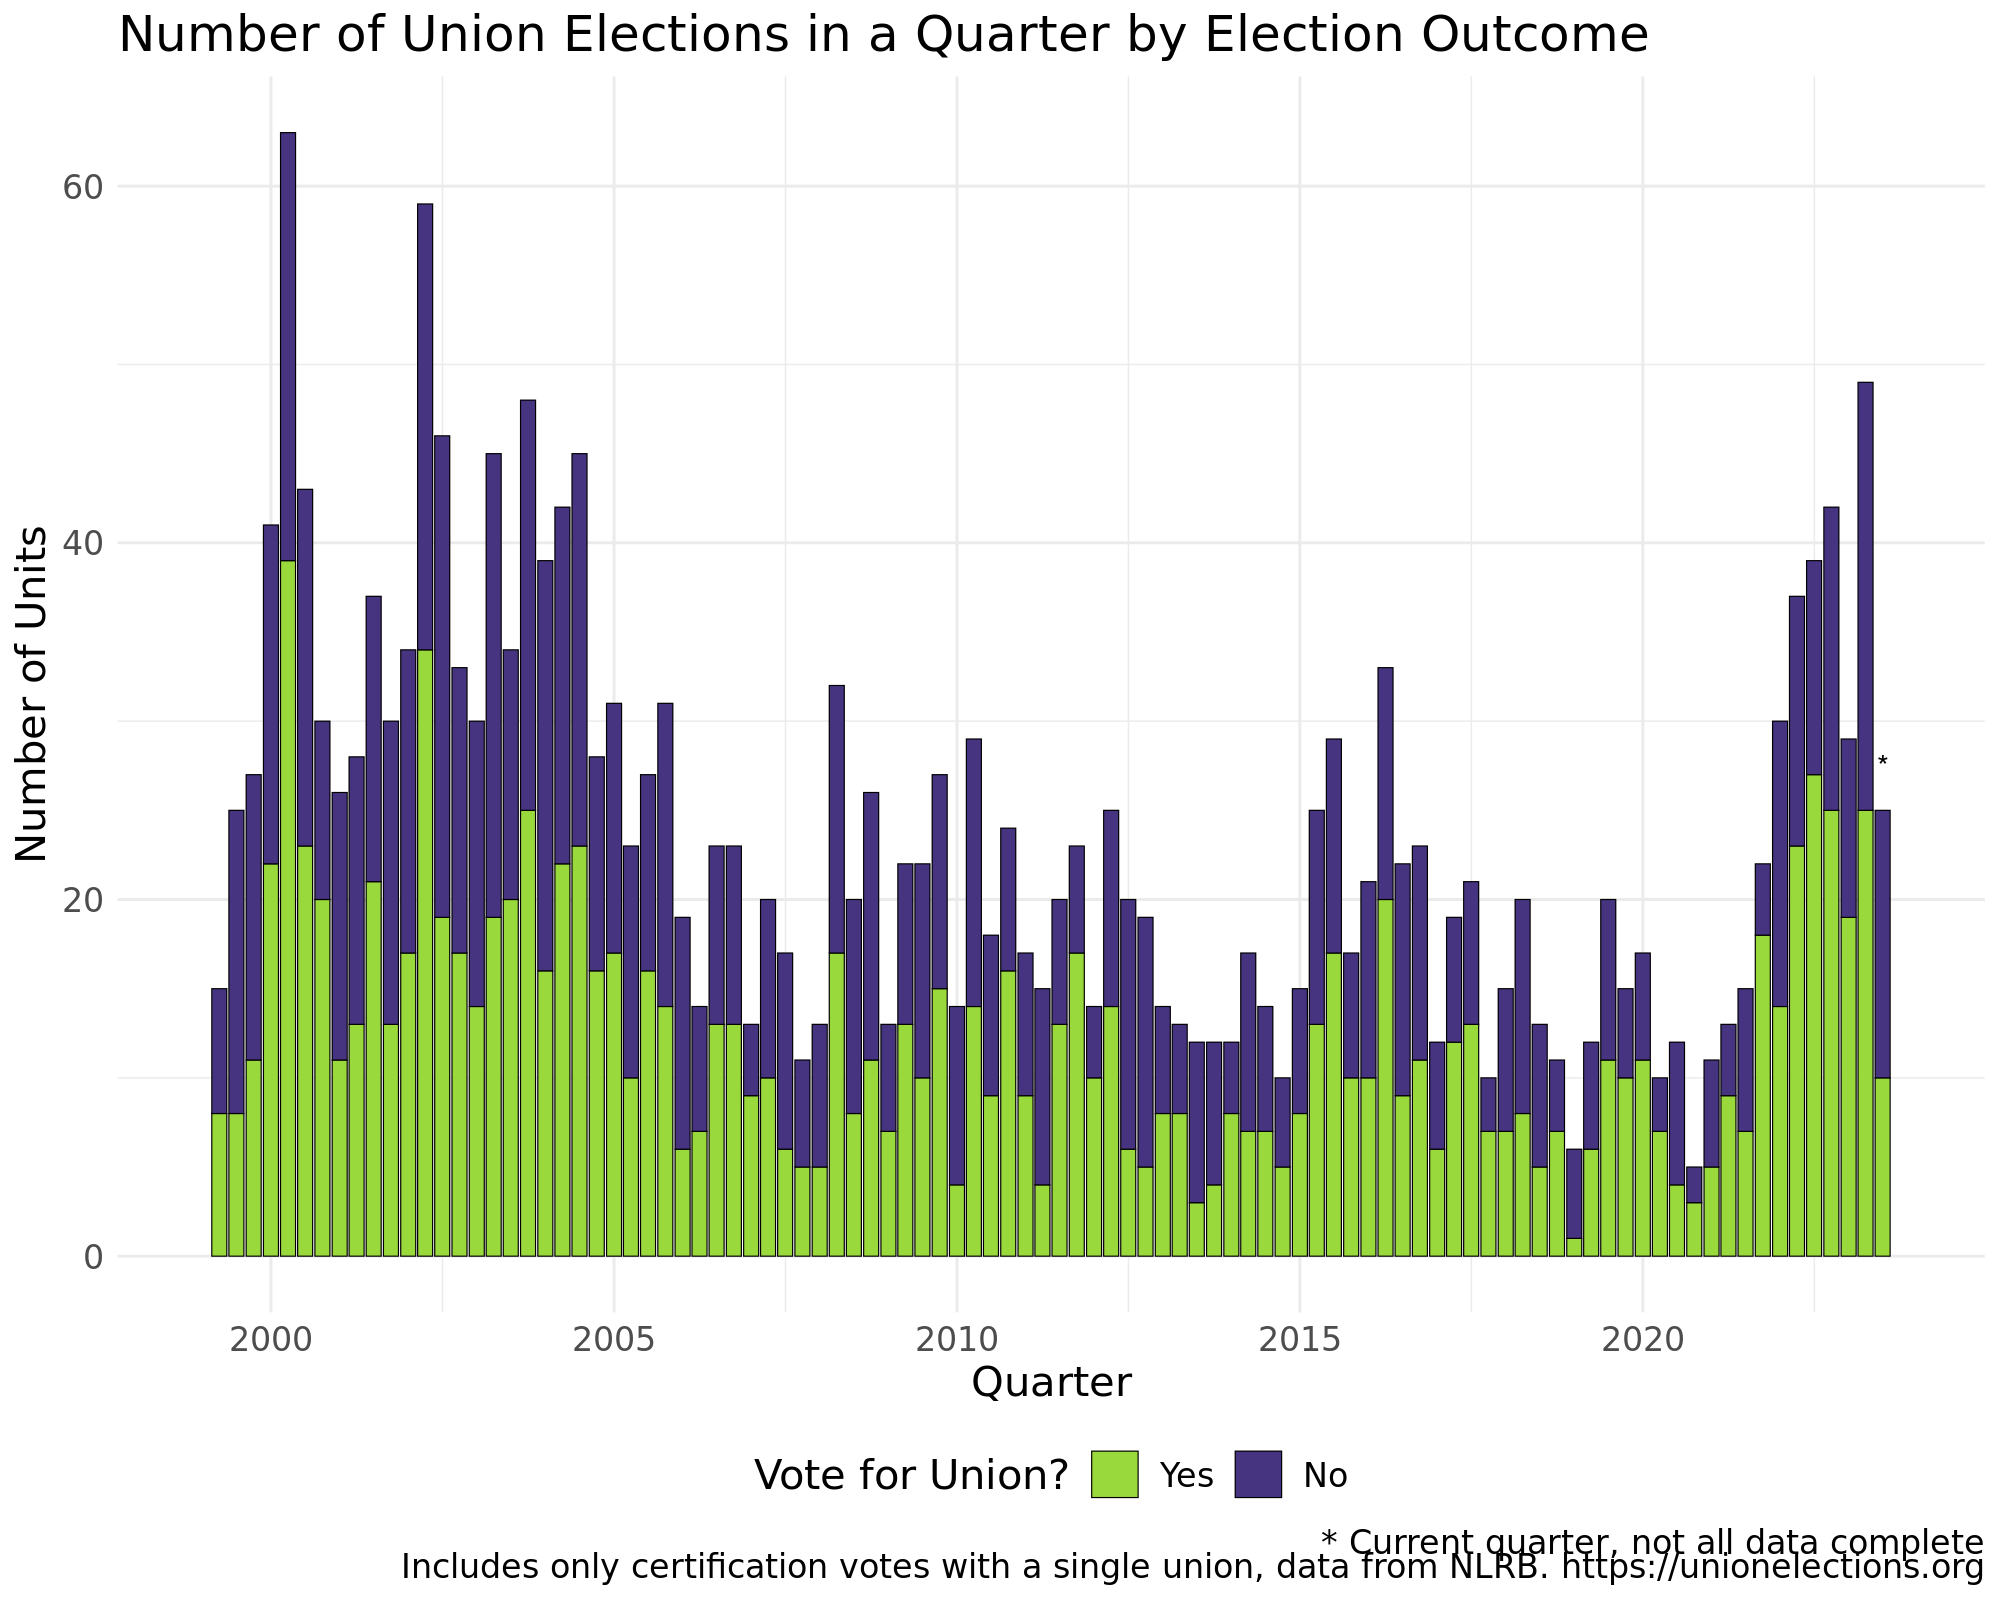 Number of Union Elections in a Quarter by Election Outcome
Number of Units
60
40
20
0
*
2000 2005 2010 2015 2020
Quarter
Vote for Union? Yes No
* Current quarter, not all data complete
Includes only certification votes with a single union, data from NLRB. https://unionelections.org